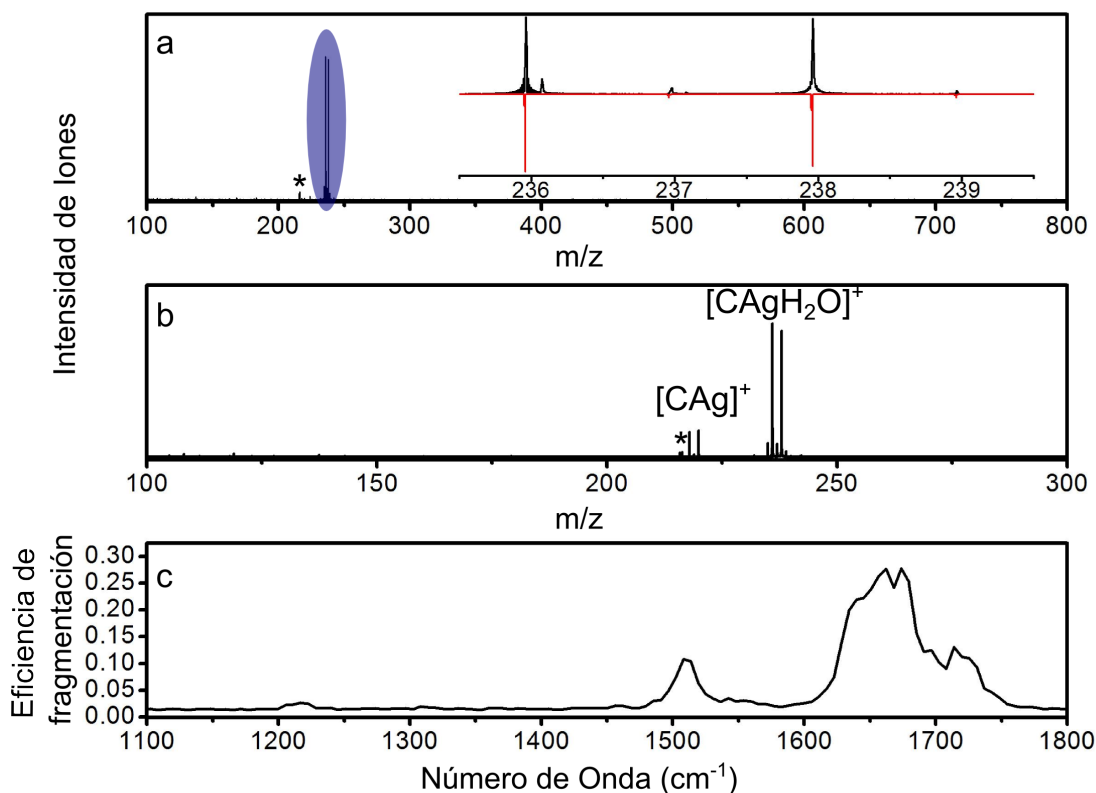 Intensidad de Iones
a
*
236 237 238 239
100 200 300 400 500 600 700 800
m/z
b
[CAgH₂O]⁺
[CAg]⁺
*
100 150 200 250 300
m/z
Eficiencia de
fragmentación
c
0.30
0.25
0.20
0.15
0.10
0.05
0.00
1100 1200 1300 1400 1500 1600 1700 1800
Número de Onda (cm⁻¹)